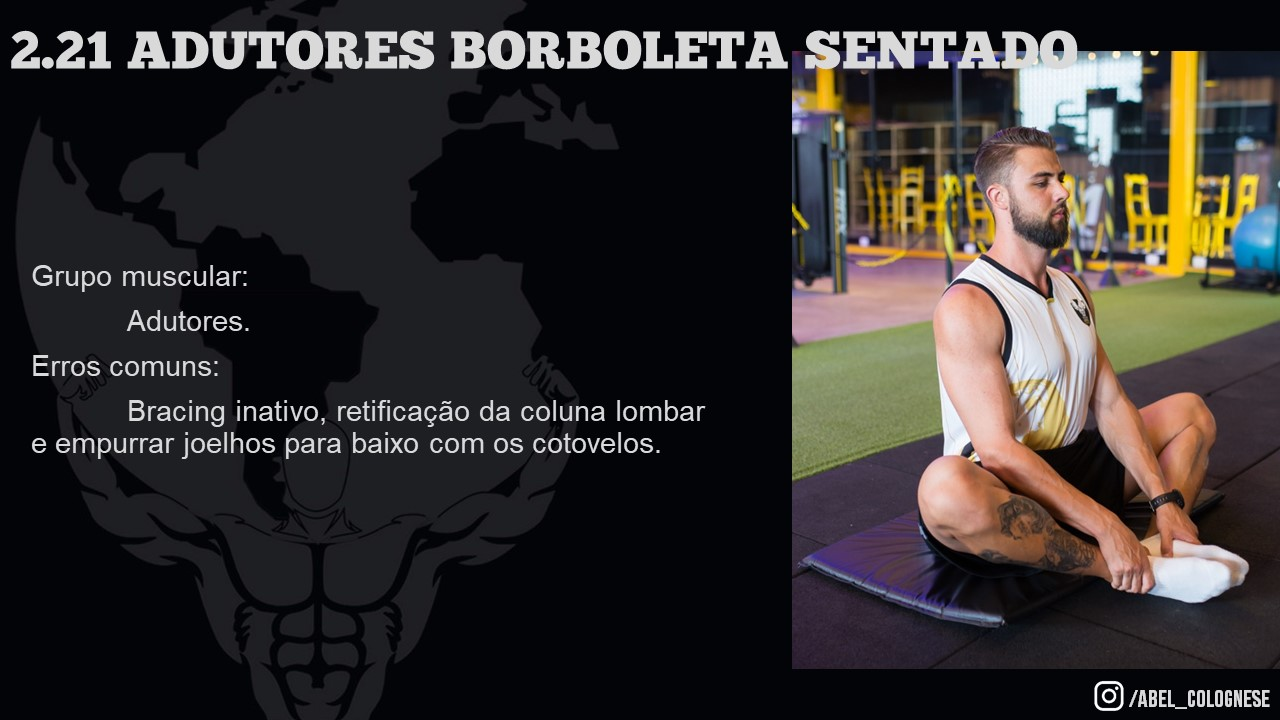 2.21 ADUTORES BORBOLETA SENTADO
Grupo muscular:
Adutores.
Erros comuns:
Bracing inativo, retificação da coluna lombar
e empurrar joelhos para baixo com os cotovelos.
/ABEL_COLOGNESE